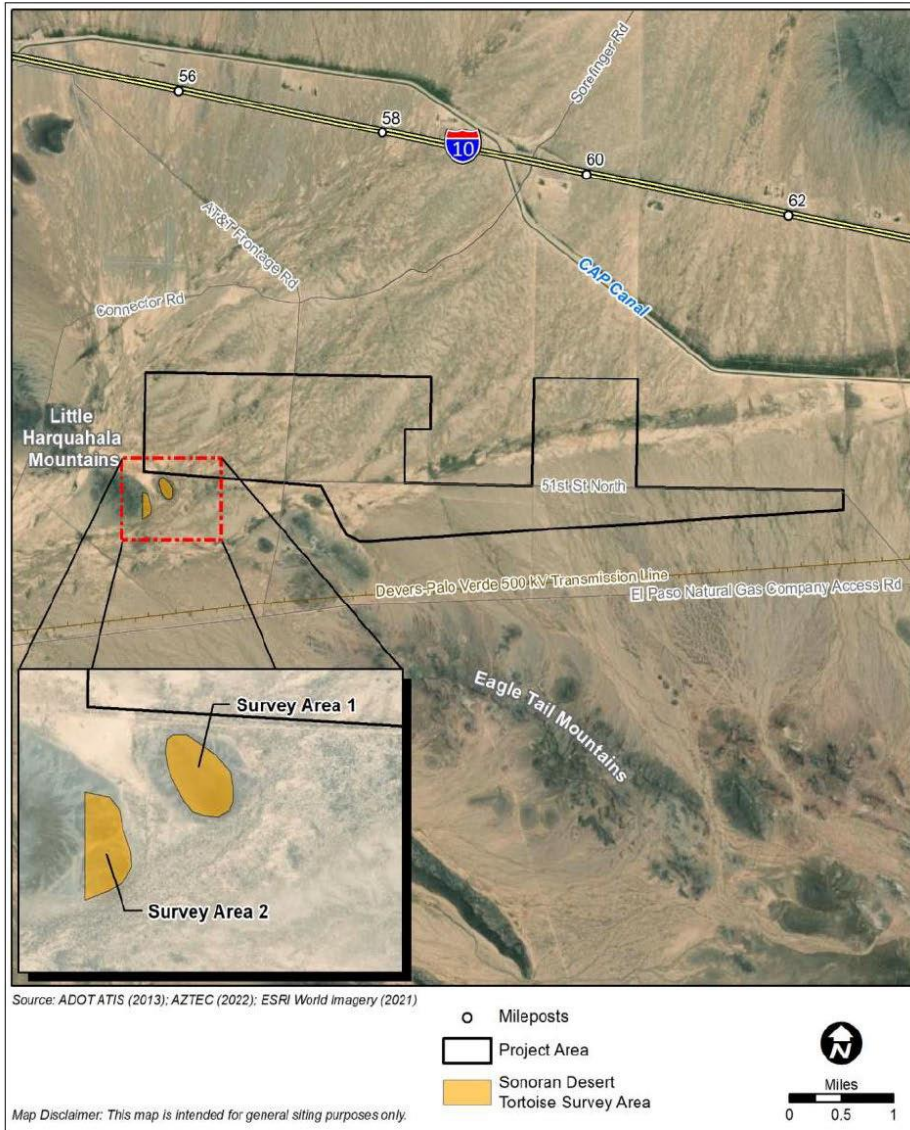 Sorefinger Rd
56
58
10
60
62
AT&T Frontage Rd
Connector Rd
CAP Canal
Little
Harquahala
Mountains
51st St North
Devers-Palo Verde 500 kV Transmission Line
El Paso Natural Gas Company Access Rd
Eagle Tail Mountains
Survey Area 1
Survey Area 2
Source: ADOT ATIS (2013); AZTEC (2022); ESRI World Imagery (2021)
Mileposts
Project Area
Sonoran Desert
Tortoise Survey Area
N
Miles
0 0.5 1
Map Disclaimer: This map is intended for general siting purposes only.